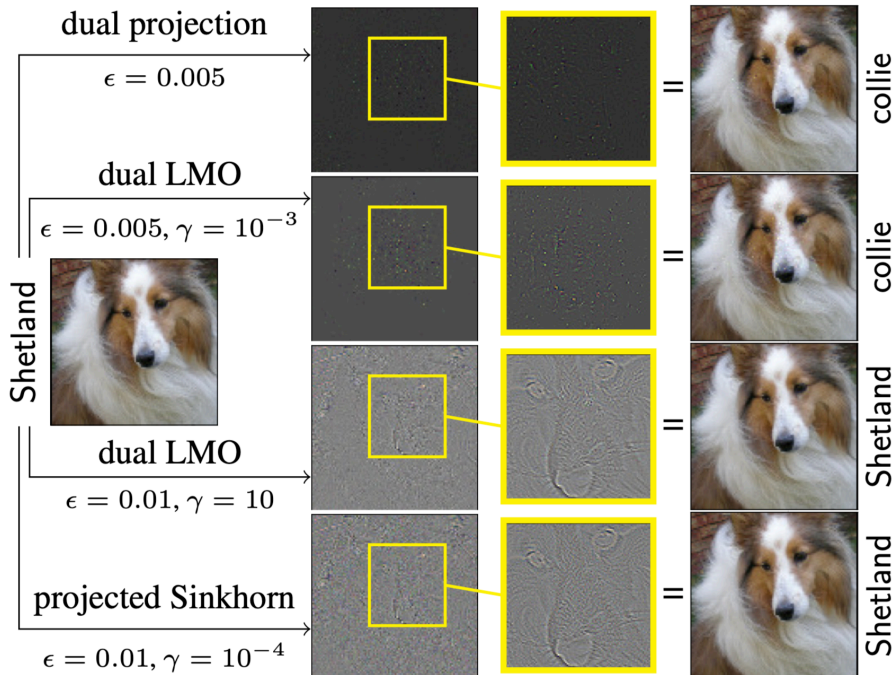 dual projection
ϵ = 0.005
=
collie
dual LMO
ϵ = 0.005, γ = 10⁻³
=
collie
Shetland
dual LMO
ϵ = 0.01, γ = 10
=
Shetland
projected Sinkhorn
ϵ = 0.01, γ = 10⁻⁴
=
Shetland